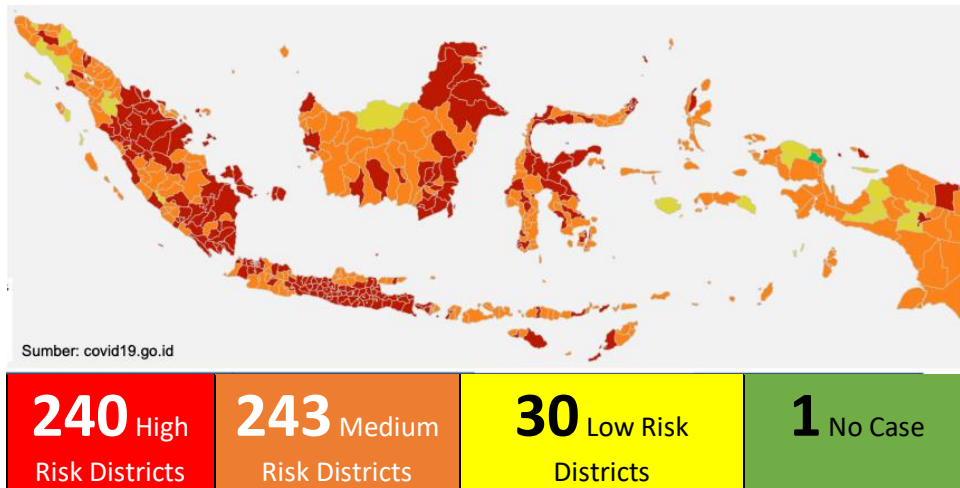 Sumber: covid19.go.id
240 High
Risk Districts
243 Medium
Risk Districts
30 Low Risk
Districts
1 No Case